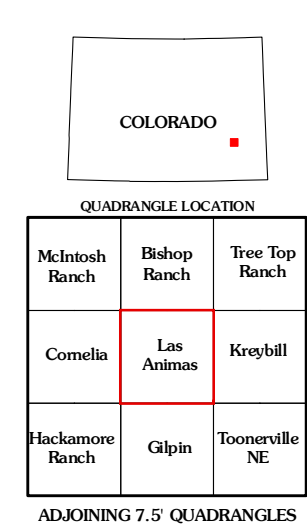 COLORADO
QUADRANGLE LOCATION
McIntosh
Ranch
Bishop
Ranch
Tree Top
Ranch
Cornelia
Las
Animas
Kreybill
Hackamore
Ranch
Gilpin
Toonerville
NE
ADJOINING 7.5' QUADRANGLES